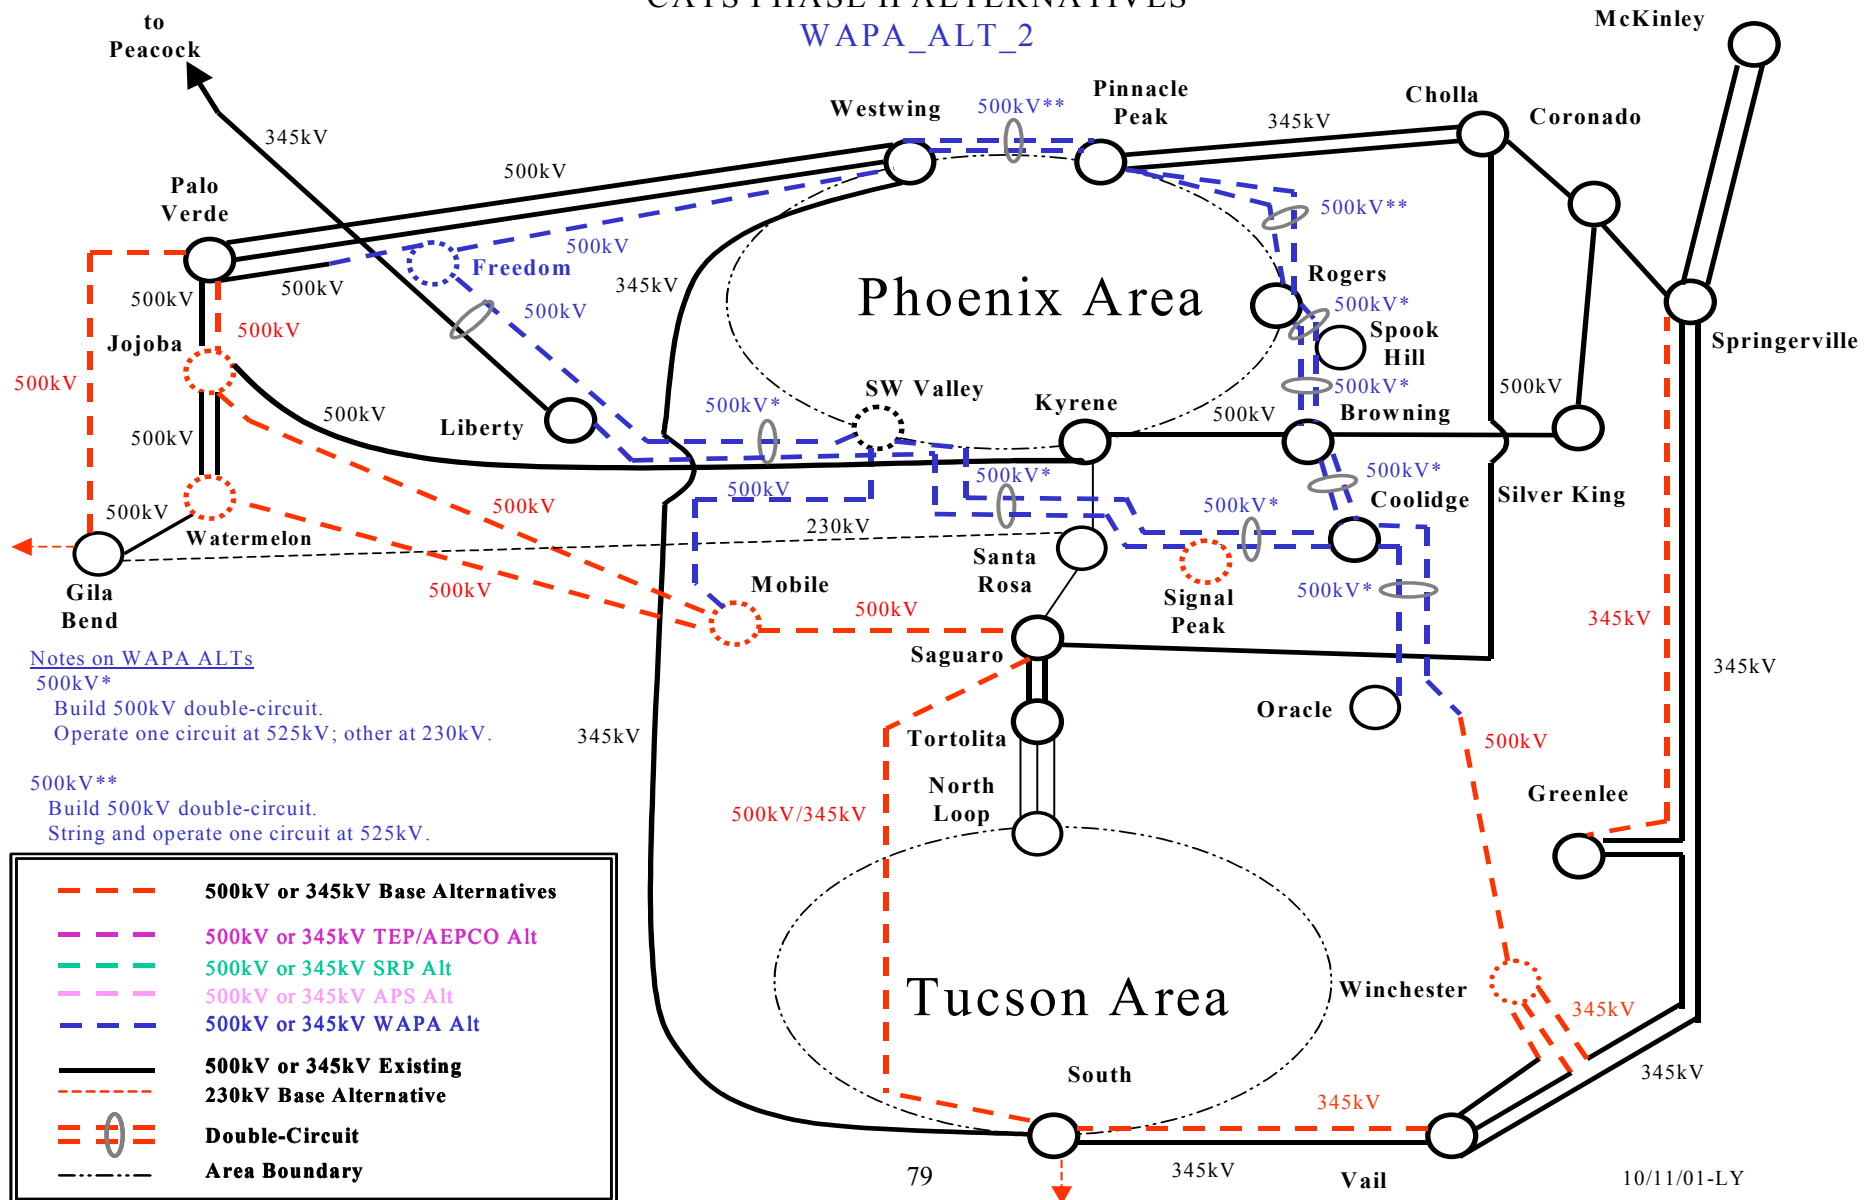 CATS PHASE II ALTERNATIVES
WAPA_ALT_2
to
Peacock
McKinley
Westwing
500kV**
Pinnacle
Peak
Cholla
Coronado
345kV
345kV
500kV
Palo
Verde
500kV**
500kV
Freedom
345kV
500kV
500kV
500kV
Rogers
500kV*
Spook
Hill
Phoenix Area
Jojoba
500kV
Springerville
500kV
SW Valley
500kV*
500kV
Liberty
500kV*
Kyrene
500kV
Browning
500kV
500kV
500kV
500kV*
500kV*
Coolidge
Silver King
500kV
500kV
500kV*
230kV
Watermelon
Santa
Rosa
Gila
Bend
500kV
Mobile
500kV
Signal
Peak
500kV*
345kV
Saguaro
345kV
Notes on WAPA ALTs
500kV*
Build 500kV double-circuit.
Operate one circuit at 525kV; other at 230kV.
345kV
Oracle
Tortolita
500kV
500kV**
Build 500kV double-circuit.
String and operate one circuit at 525kV.
North
Loop
500kV/345kV
Greenlee
500kV or 345kV Base Alternatives
500kV or 345kV TEP/AEPCO Alt
500kV or 345kV SRP Alt
500kV or 345kV APS Alt
500kV or 345kV WAPA Alt
500kV or 345kV Existing
230kV Base Alternative
Double-Circuit
Area Boundary
Tucson Area
Winchester
345kV
South
345kV
345kV
345kV
Vail
79
10/11/01-LY